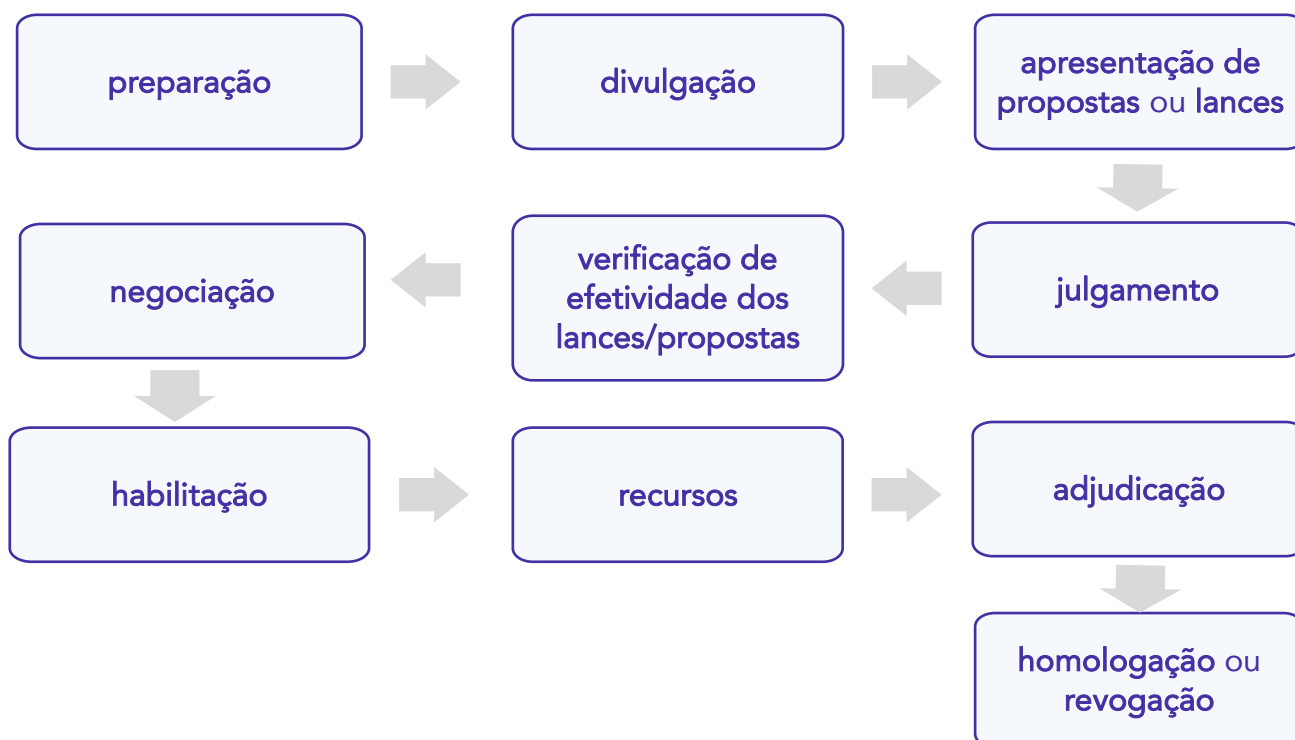 preparação
divulgação
apresentação de
propostas ou lances
julgamento
verificação de
efetividade dos
lances/propostas
negociação
habilitação
recursos
adjudicação
homologação ou
revogação